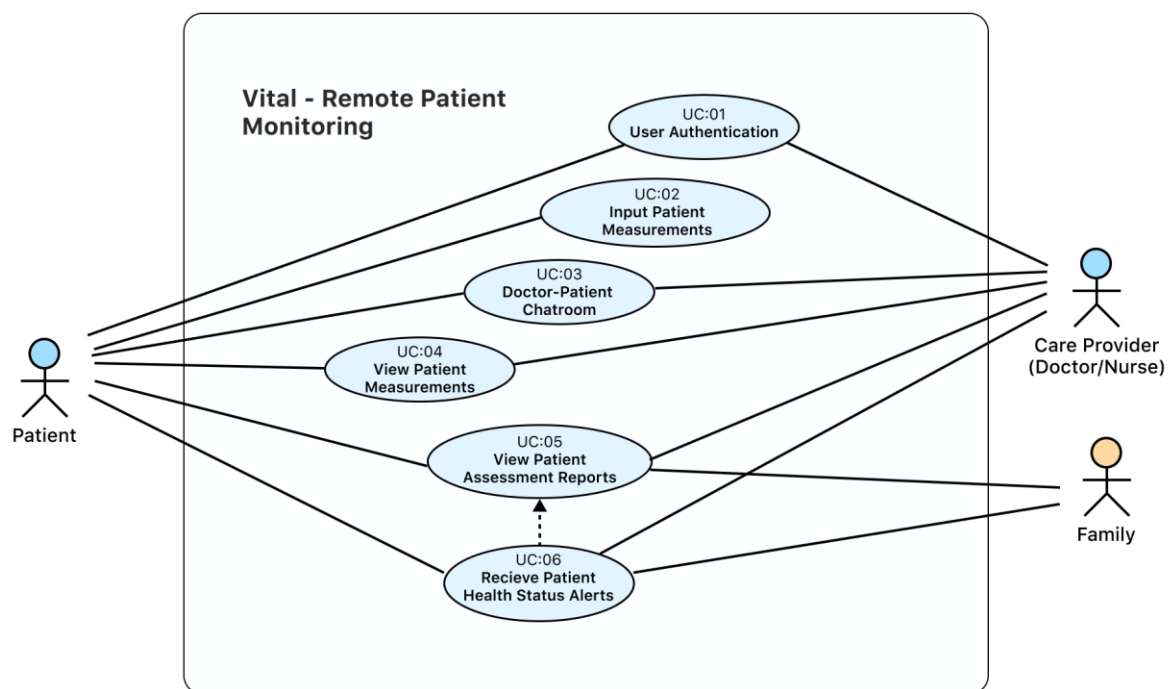 Vital - Remote Patient
Monitoring
UC:01
User Authentication
UC:02
Input Patient
Measurements
UC:03
Doctor-Patient
Chatroom
UC:04
View Patient
Measurements
UC:05
View Patient
Assessment Reports
UC:06
Recieve Patient
Health Status Alerts
Patient
Care Provider
(Doctor/Nurse)
Family